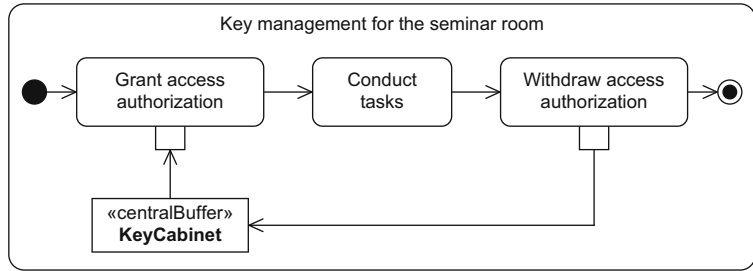 Key management for the seminar room
Grant access
authorization
Conduct
tasks
Withdraw access
authorization
«centralBuffer»
KeyCabinet